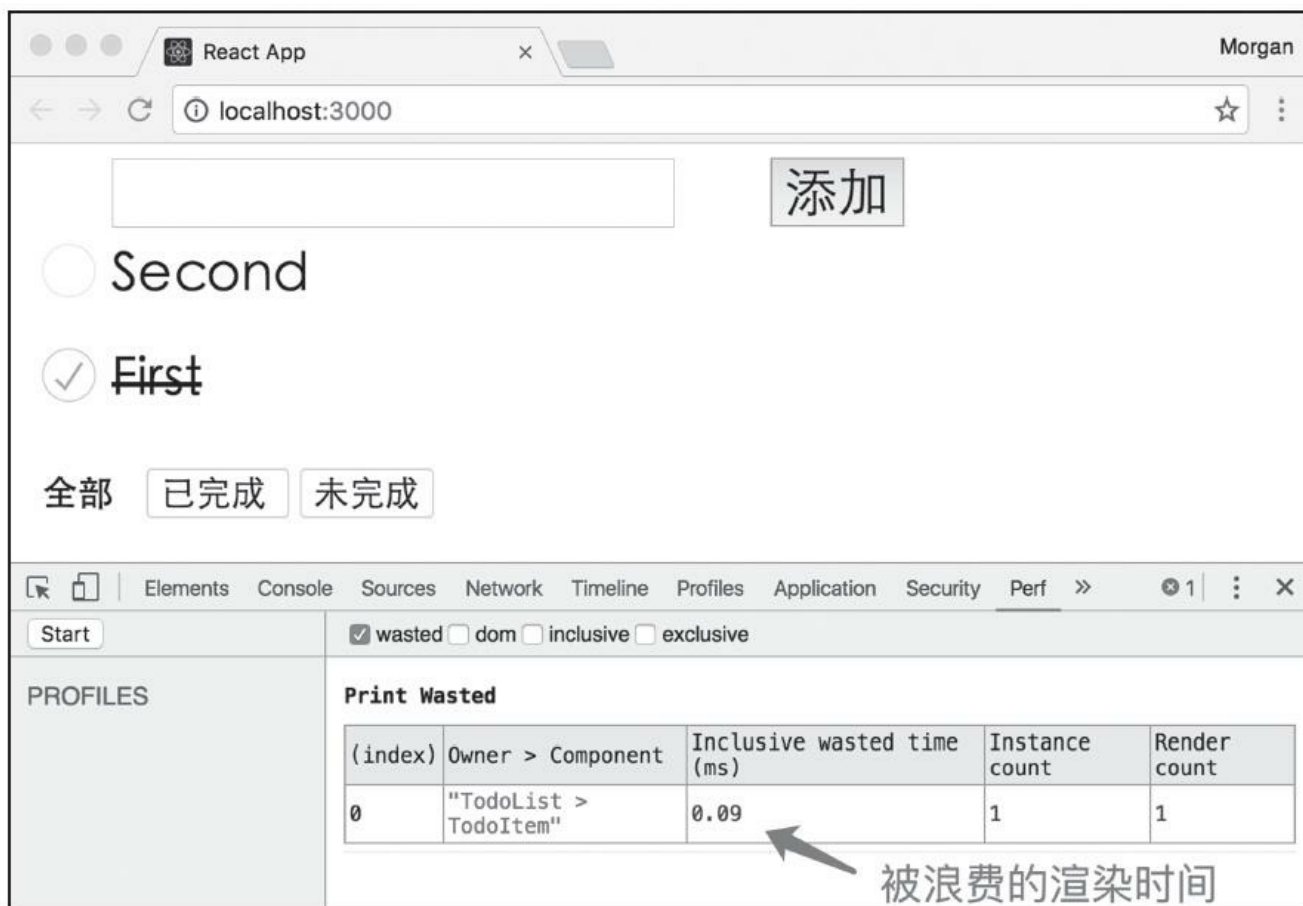 React App
Morgan
localhost:3000
添加
Second
First
全部 已完成 未完成
Elements Console Sources Network Timeline Profiles Application Security Perf » 1
Start
wasted dom inclusive exclusive
PROFILES
Print Wasted
(index) Owner > Component Inclusive wasted time (ms) Instance count Render count
0 "TodoList > TodoItem" 0.09 1 1
被浪费的渲染时间